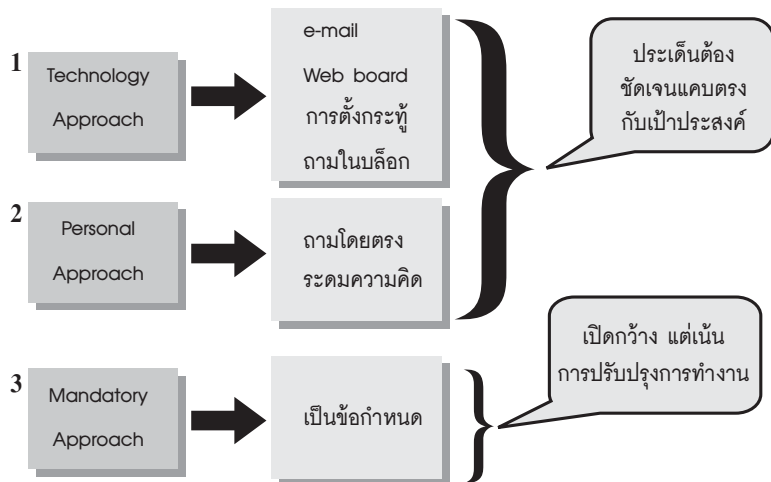 1
Technology
Approach
e-mail
Web board
การตั้งกระทู้
ถามในบล็อก
ประเด็นต้อง
ชัดเจนแคบตรง
กับเป้าประสงค์
2
Personal
Approach
ถามโดยตรง
ระดมความคิด
3
Mandatory
Approach
เป็นข้อกำหนด
เปิดกว้าง แต่เน้น
การปรับปรุงการทำงาน